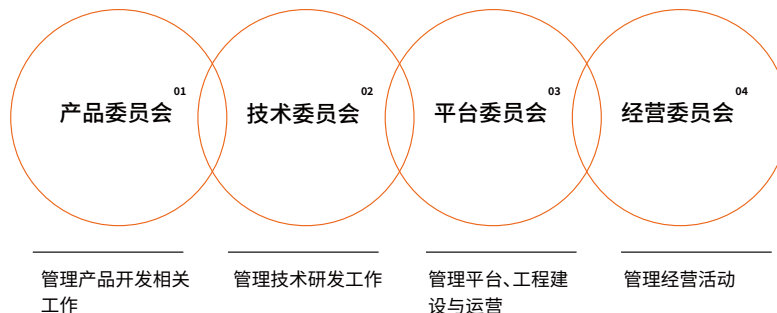 产品委员会 01
技术委员会 02
平台委员会 03
经营委员会 04
管理产品开发相关
工作
管理技术研发工作
管理平台、工程建
设与运营
管理经营活动